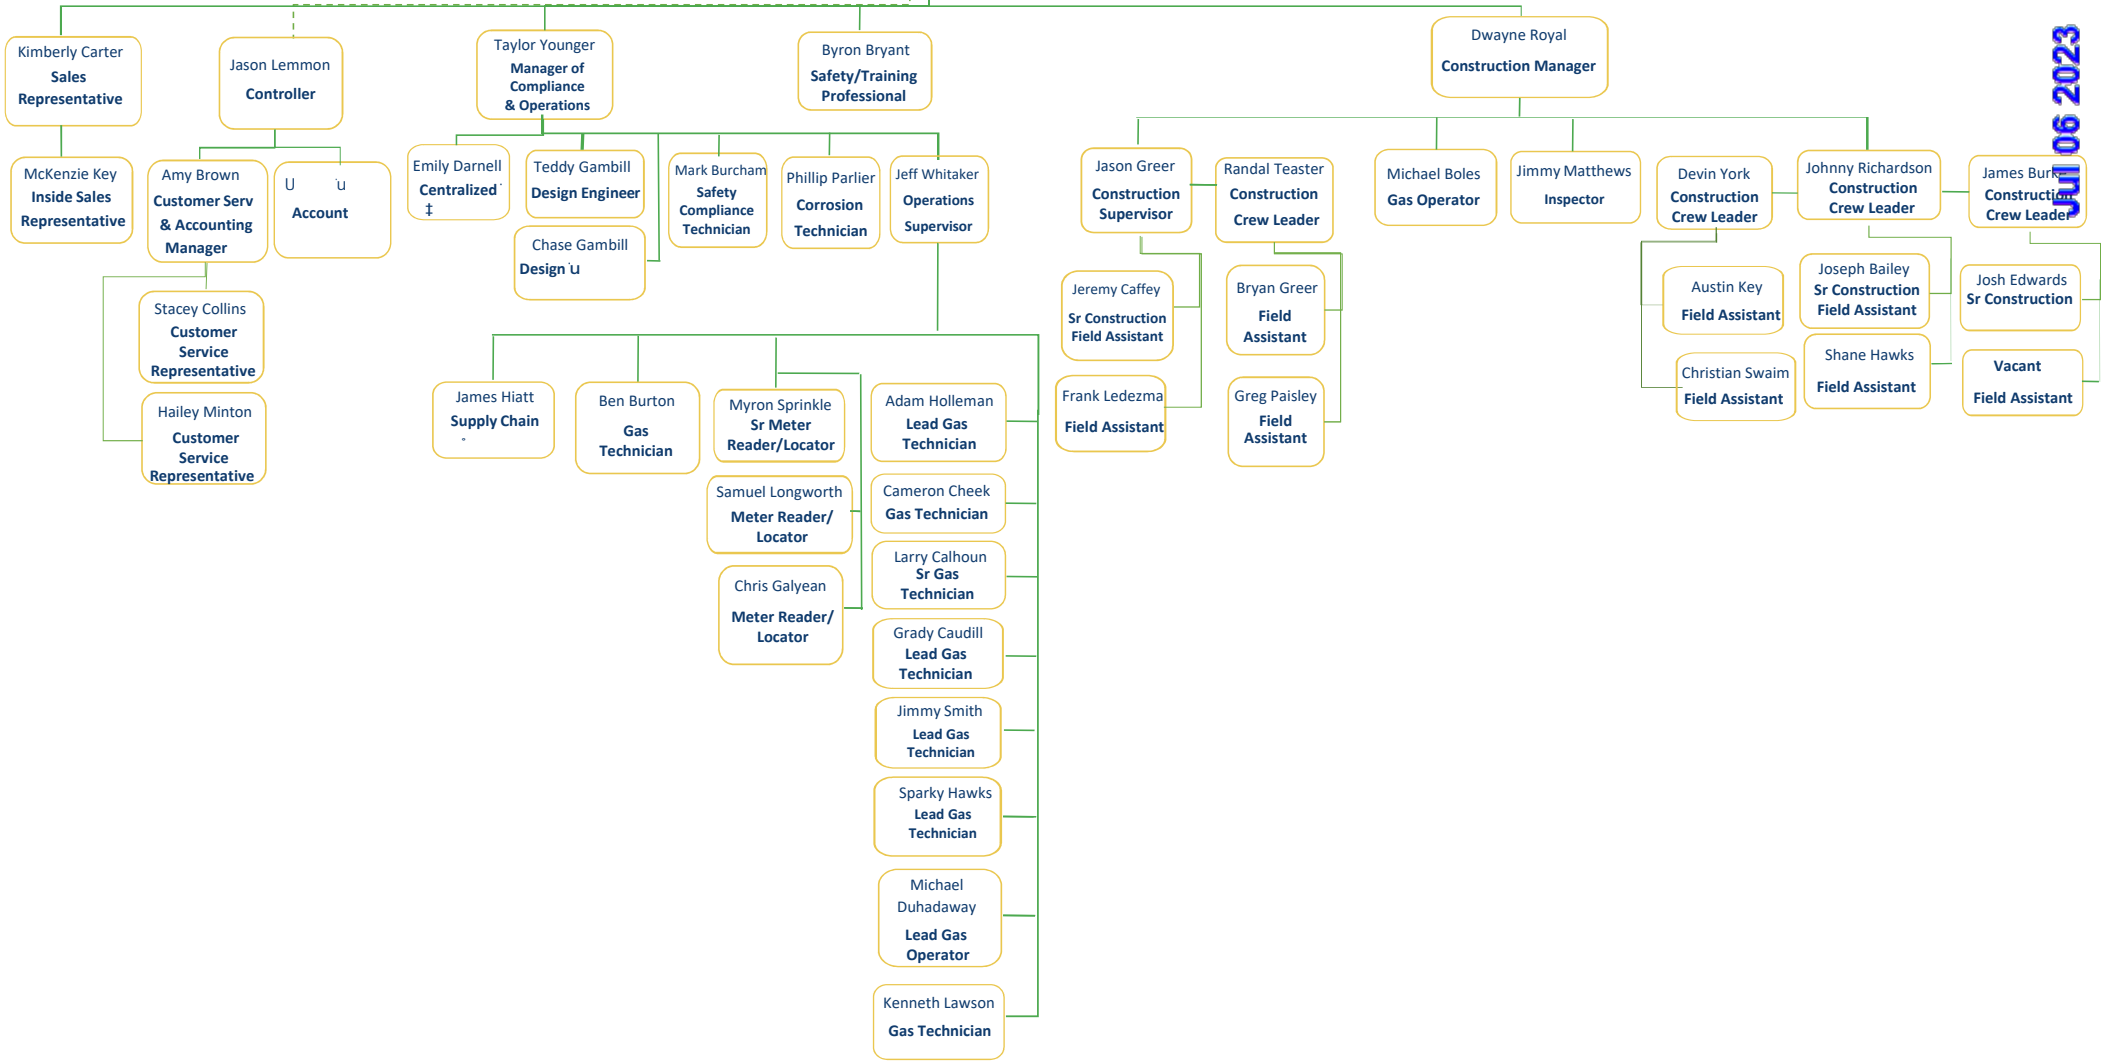 Kimberly Carter
Sales
Representative
Jason Lemmon
Controller
Taylor Younger
Manager of
Compliance
& Operations
Byron Bryant
Safety/Training
Professional
Dwayne Royal
Construction Manager
Jul 06 2023
McKenzie Key
Inside Sales
Representative
Amy Brown
Customer Serv
& Accounting
Manager
Account
Emily Darnell
Centralized
Teddy Gambill
Design Engineer
Chase Gambill
Design
Mark Burcham
Safety
Compliance
Technician
Phillip Parlier
Corrosion
Technician
Jeff Whitaker
Operations
Supervisor
Jason Greer
Construction
Supervisor
Randal Teaster
Construction
Crew Leader
Michael Boles
Gas Operator
Jimmy Matthews
Inspector
Devin York
Construction
Crew Leader
Johnny Richardson
Construction
Crew Leader
James
Construction
Crew Leader
Stacey Collins
Customer
Service
Representative
Hailey Minton
Customer
Service
Representative
Jeremy Caffey
Sr Construction
Field Assistant
Frank Ledezma
Field Assistant
Bryan Greer
Field
Assistant
Greg Paisley
Field
Assistant
Austin Key
Field Assistant
Christian Swaim
Field Assistant
Joseph Bailey
Sr Construction
Field Assistant
Shane Hawks
Field Assistant
Josh Edwards
Sr Construction
Vacant
Field Assistant
James Hiatt
Supply Chain
Ben Burton
Gas
Technician
Myron Sprinkle
Sr Meter
Reader/Locator
Samuel Longworth
Meter Reader/
Locator
Chris Galyean
Meter Reader/
Locator
Adam Holleman
Lead Gas
Technician
Cameron Cheek
Gas Technician
Larry Calhoun
Sr Gas
Technician
Grady Caudill
Lead Gas
Technician
Jimmy Smith
Lead Gas
Technician
Sparky Hawks
Lead Gas
Technician
Michael
Duhadaway
Lead Gas
Operator
Kenneth Lawson
Gas Technician